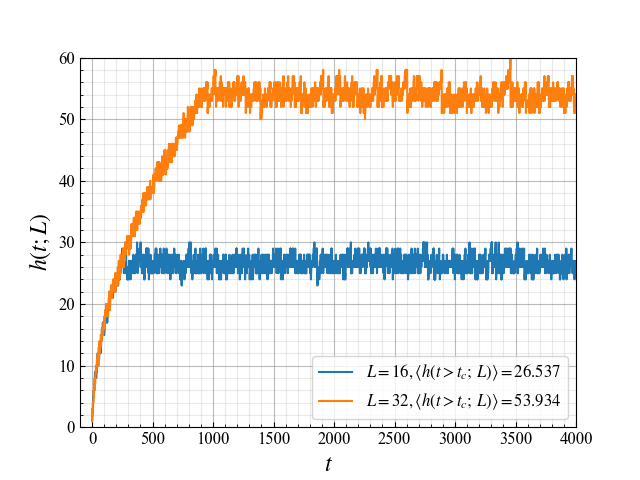 60
50
40
30
20
10
0
h(t; L)
L = 16, ⟨h(t > t_c; L)⟩ = 26.537
L = 32, ⟨h(t > t_c; L)⟩ = 53.934
0 500 1000 1500 2000 2500 3000 3500 4000
t